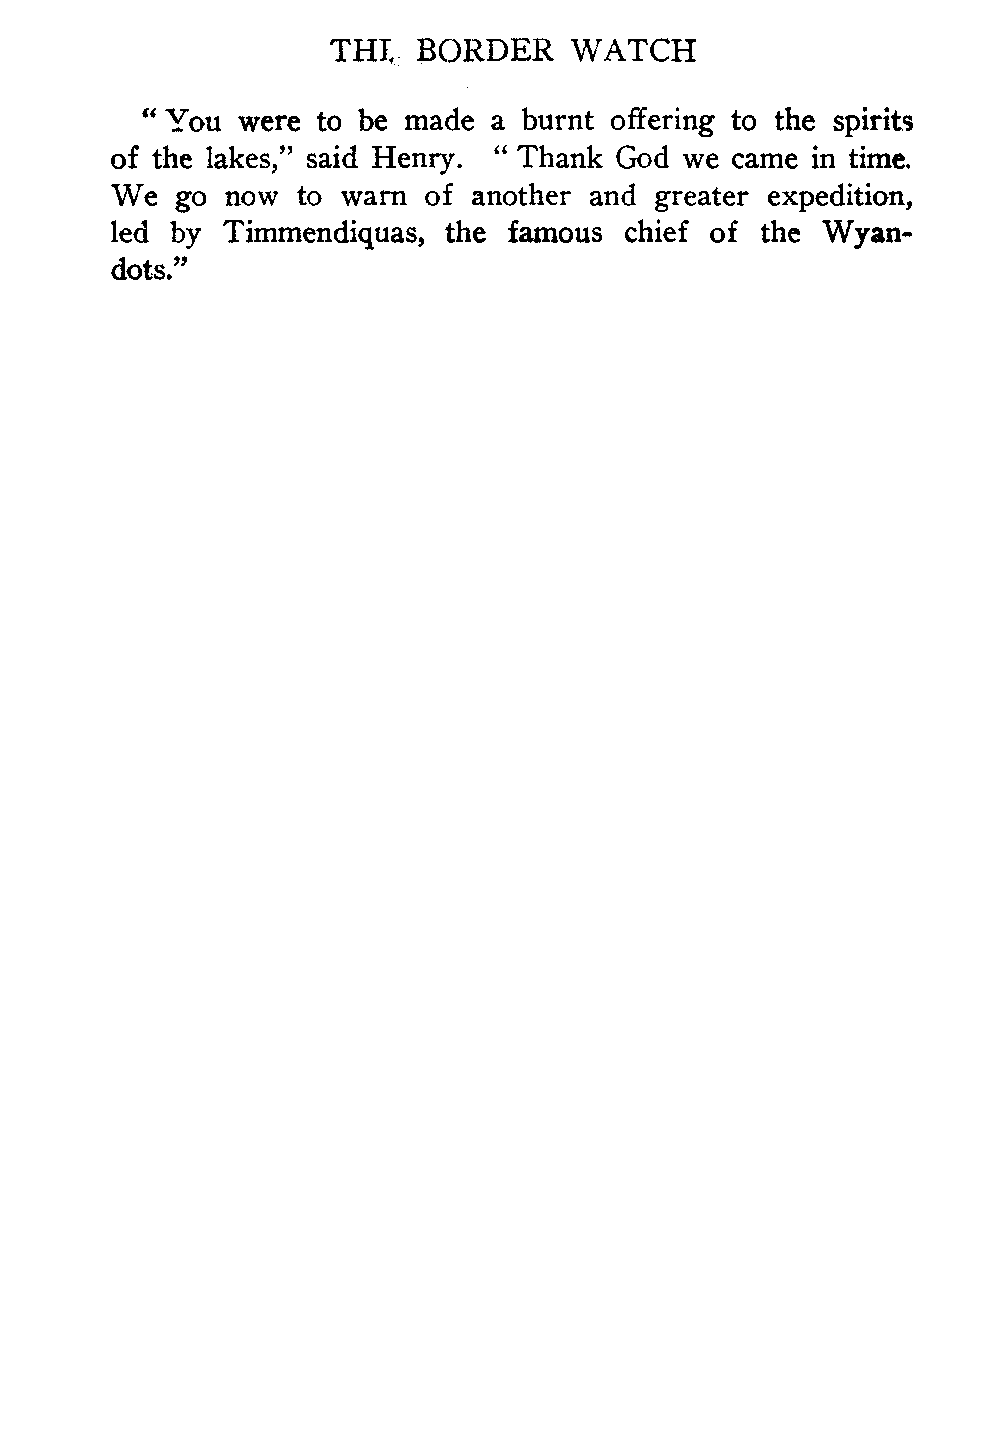 THE BORDER WATCH
“ You were to be made a burnt offering to the spirits
of the lakes,” said Henry. “ Thank God we came in time.
We go now to warn of another and greater expedition,
led by Timmendiquas, the famous chief of the Wyan-
dots.”